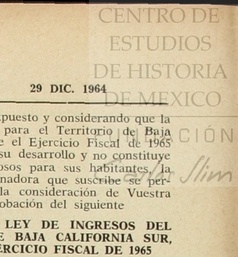 CENTRO DE
ESTUDIOS
DE HISTORIA
DE MEXICO
29 DIC. 1964
puesto y considerando que la
para el Territorio de Baja
e el Ejercicio Fiscal de 1965
su desarrollo y no constituye
osos para sus habitantes, la
nadora que suscribe se per-
la consideración de Vuestra
obación del siguiente
LEY DE INGRESOS DEL
E BAJA CALIFORNIA SUR,
ERCICIO FISCAL DE 1965